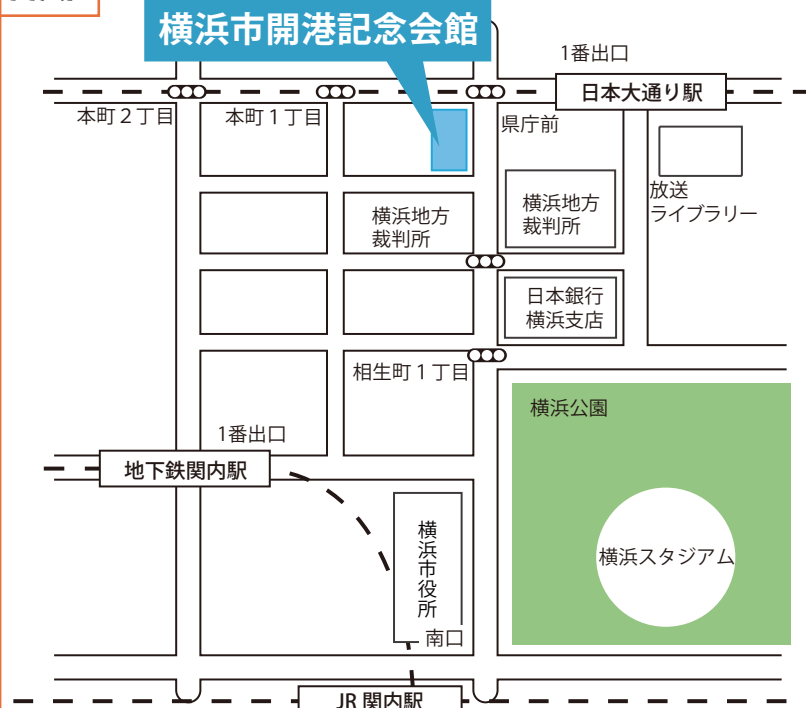 横浜市開港記念会館
1番出口
日本大通り駅
本町2丁目
本町1丁目
県庁前
放送
ライブラリー
横浜地方
裁判所
横浜地方
裁判所
日本銀行
横浜支店
相生町1丁目
横浜公園
1番出口
地下鉄関内駅
横浜市役所
横浜スタジアム
南口
JR関内駅